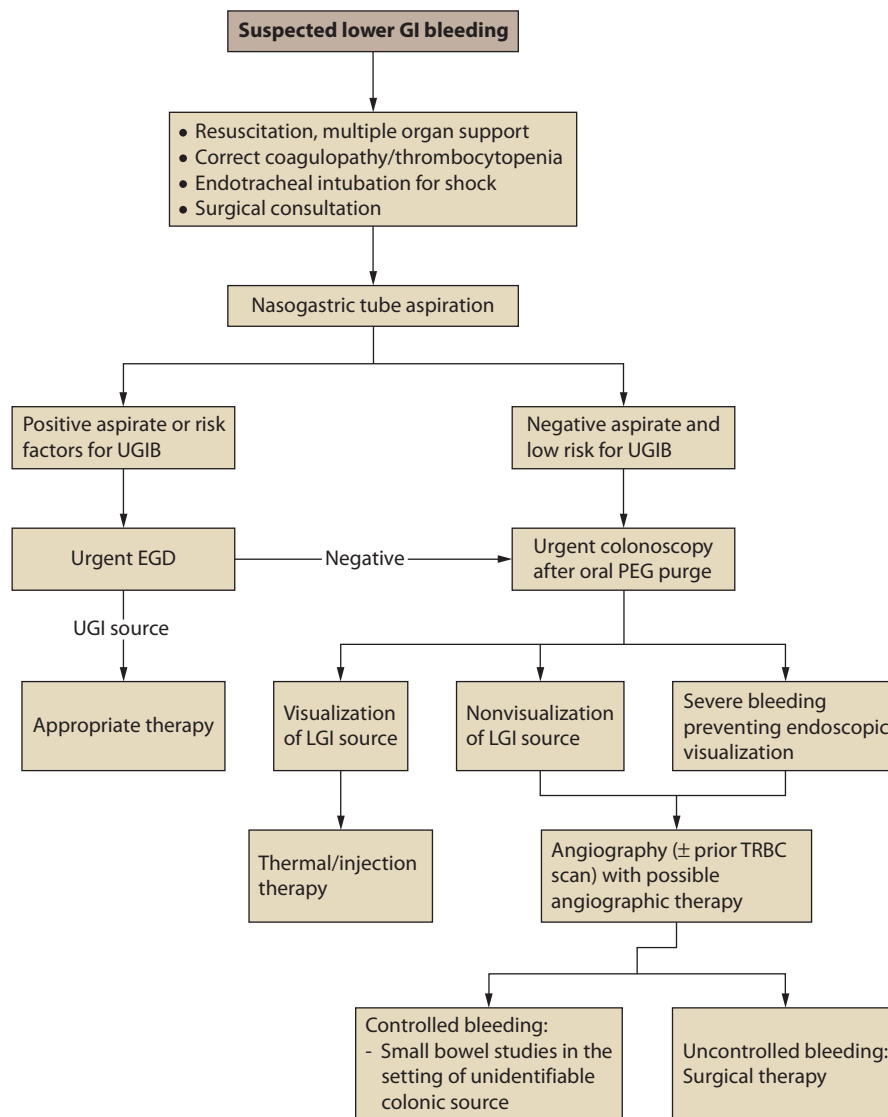 Suspected lower GI bleeding
• Resuscitation, multiple organ support
• Correct coagulopathy/thrombocytopenia
• Endotracheal intubation for shock
• Surgical consultation
Nasogastric tube aspiration
Positive aspirate or risk
factors for UGIB
Negative aspirate and
low risk for UGIB
Urgent EGD
Negative
Urgent colonoscopy
after oral PEG purge
UGI source
Appropriate therapy
Visualization
of LGI source
Nonvisualization
of LGI source
Severe bleeding
preventing endoscopic
visualization
Thermal/injection
therapy
Angiography (± prior TRBC
scan) with possible
angiographic therapy
Controlled bleeding:
- Small bowel studies in the
setting of unidentifiable
colonic source
Uncontrolled bleeding:
Surgical therapy